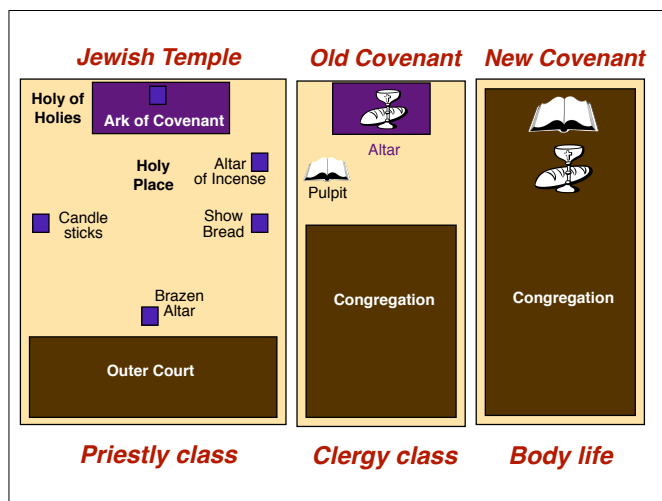 Jewish Temple
Old Covenant
New Covenant
Holy of
Holies
Ark of Covenant
Holy
Place
Altar
of Incense
Candle
sticks
Show
Bread
Brazen
Altar
Outer Court
Altar
Pulpit
Congregation
Congregation
Priestly class
Clergy class
Body life